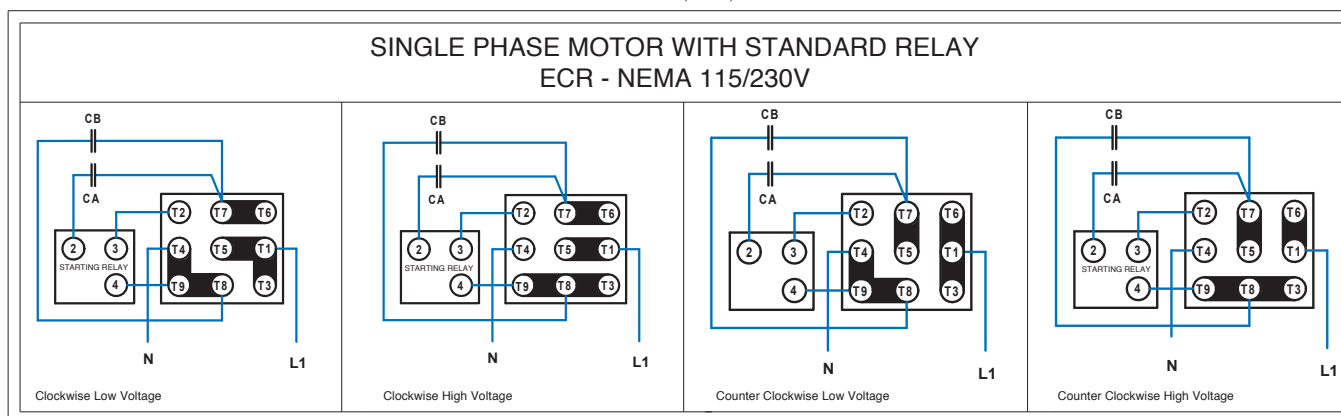 SINGLE PHASE MOTOR WITH STANDARD RELAY
ECR - NEMA 115/230V
CB
CA
T2 T7 T6
2 3
STARTING RELAY
T4 T5 T1
4
T9 T8 T3
N
L1
Clockwise Low Voltage
CB
CA
T2 T7 T6
2 3
STARTING RELAY
T4 T5 T1
4
T9 T8 T3
N
L1
Clockwise High Voltage
CB
CA
T2 T7 T6
2 3
T4 T5 T1
4
T9 T8 T3
N
L1
Counter Clockwise Low Voltage
CB
CA
T2 T7 T6
2 3
STARTING RELAY
T4 T5 T1
4
T9 T8 T3
N
L1
Counter Clockwise High Voltage